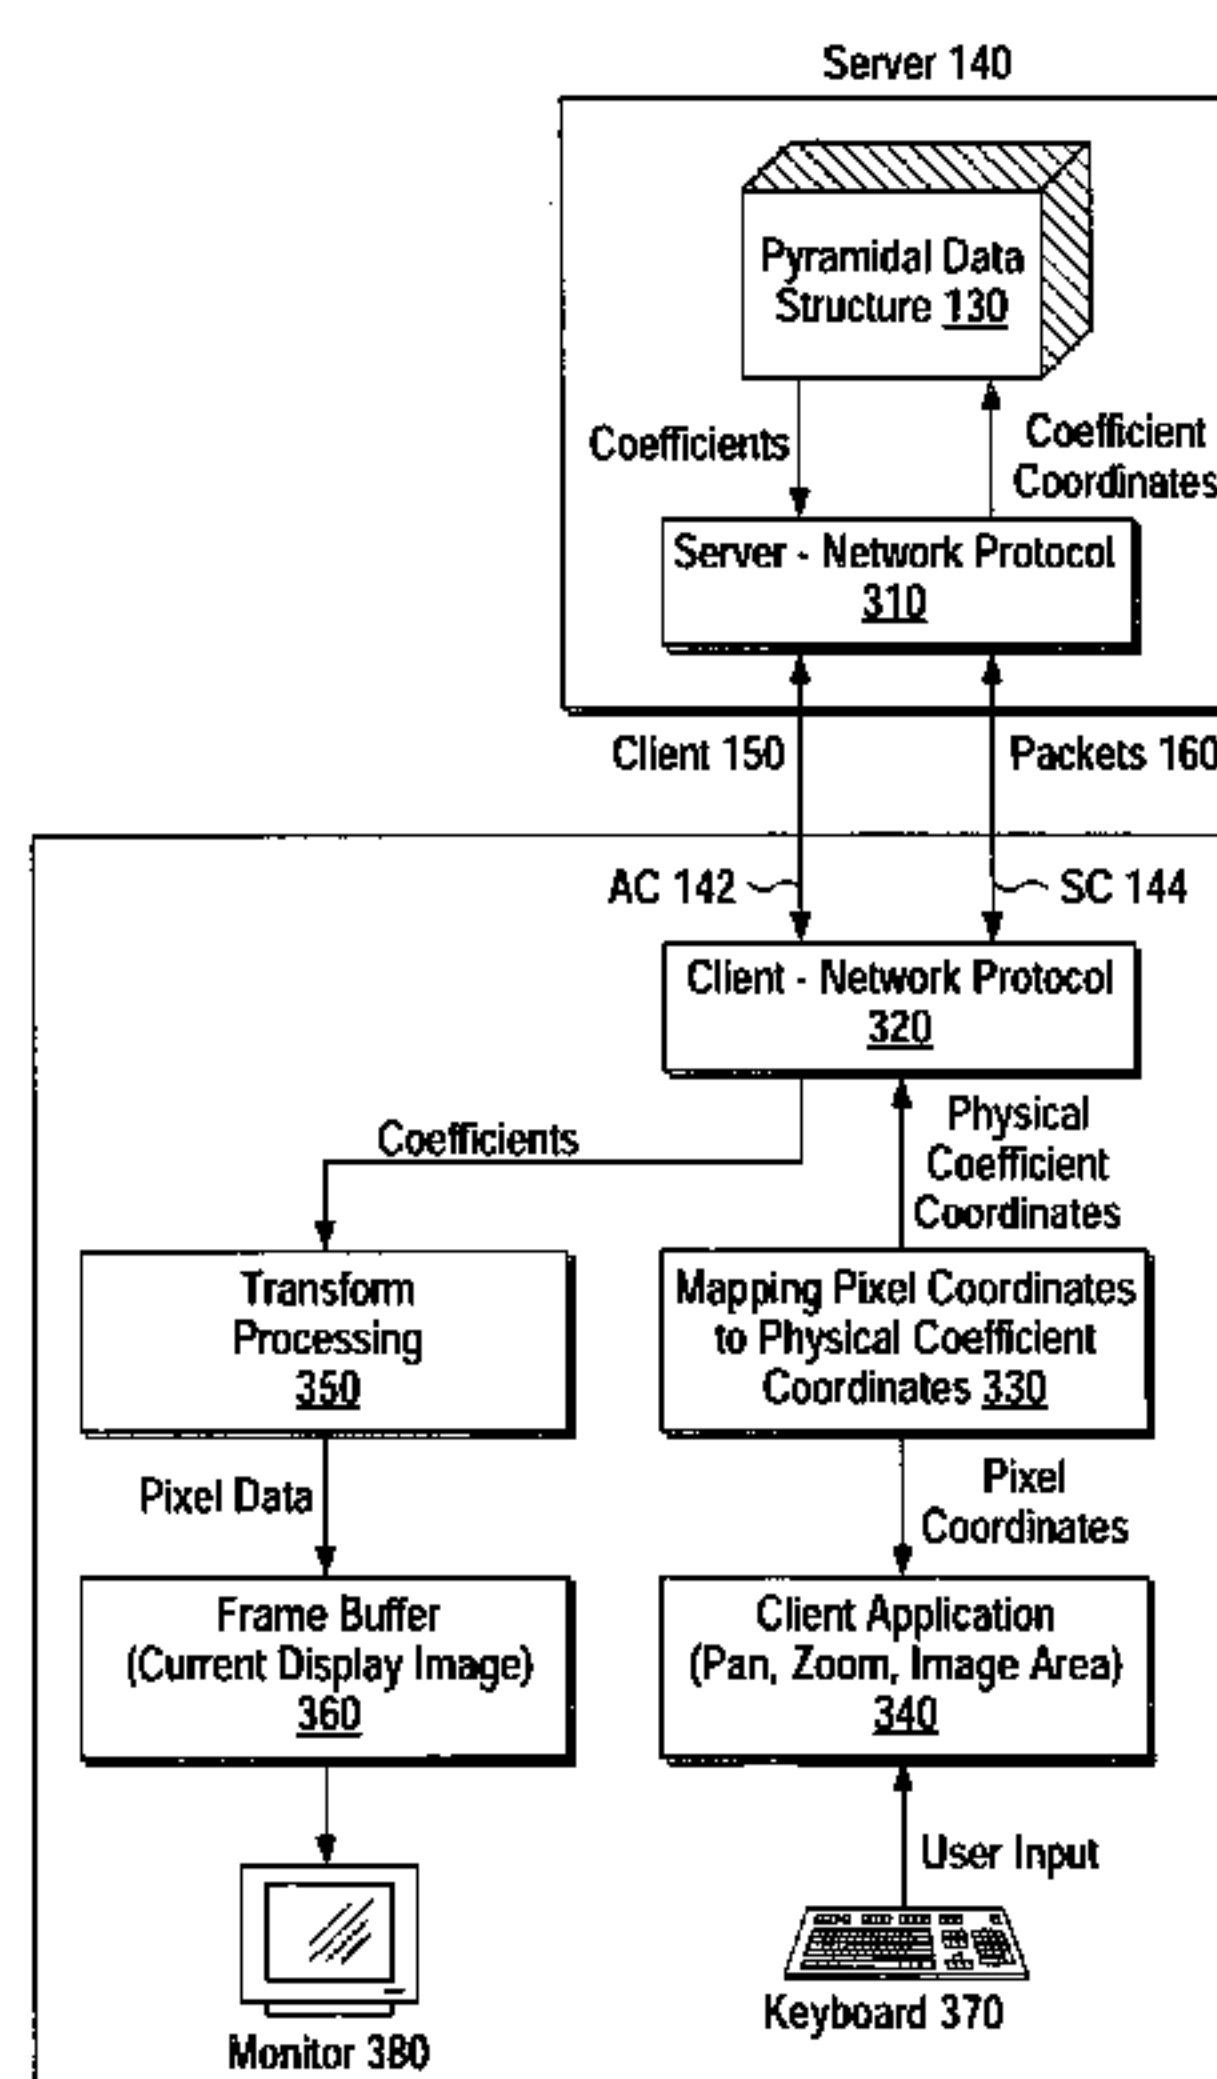 Server 140
Pyramidal Data
Structure 130
Coefficients
Coefficient
Coordinates
Server - Network Protocol
310
Client 150
Packets 160
AC 142
SC 144
Client - Network Protocol
320
Coefficients
Physical
Coefficient
Coordinates
Transform
Processing
350
Mapping Pixel Coordinates
to Physical Coefficient
Coordinates 330
Pixel Data
Pixel
Coordinates
Frame Buffer
(Current Display Image)
360
Client Application
(Pan, Zoom, Image Area)
340
User Input
Keyboard 370
Monitor 380